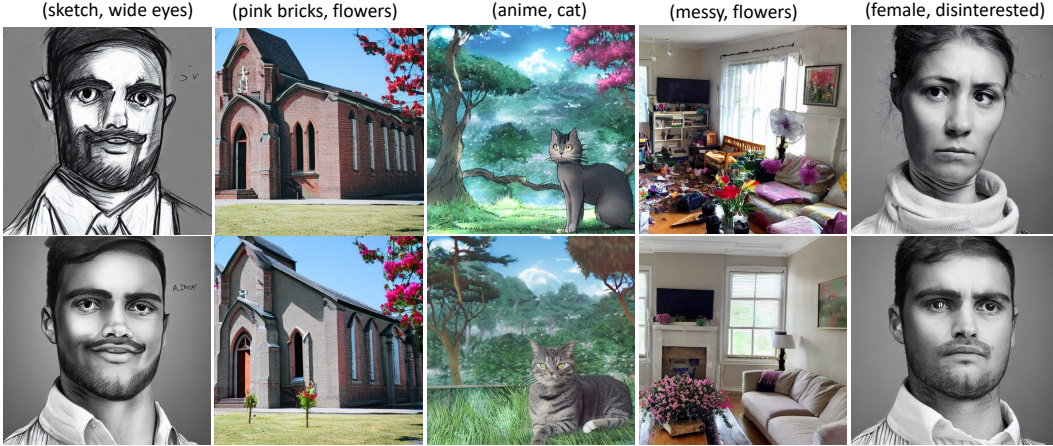 (sketch, wide eyes)
(pink bricks, flowers)
(anime, cat)
(messy, flowers)
(female, disinterested)